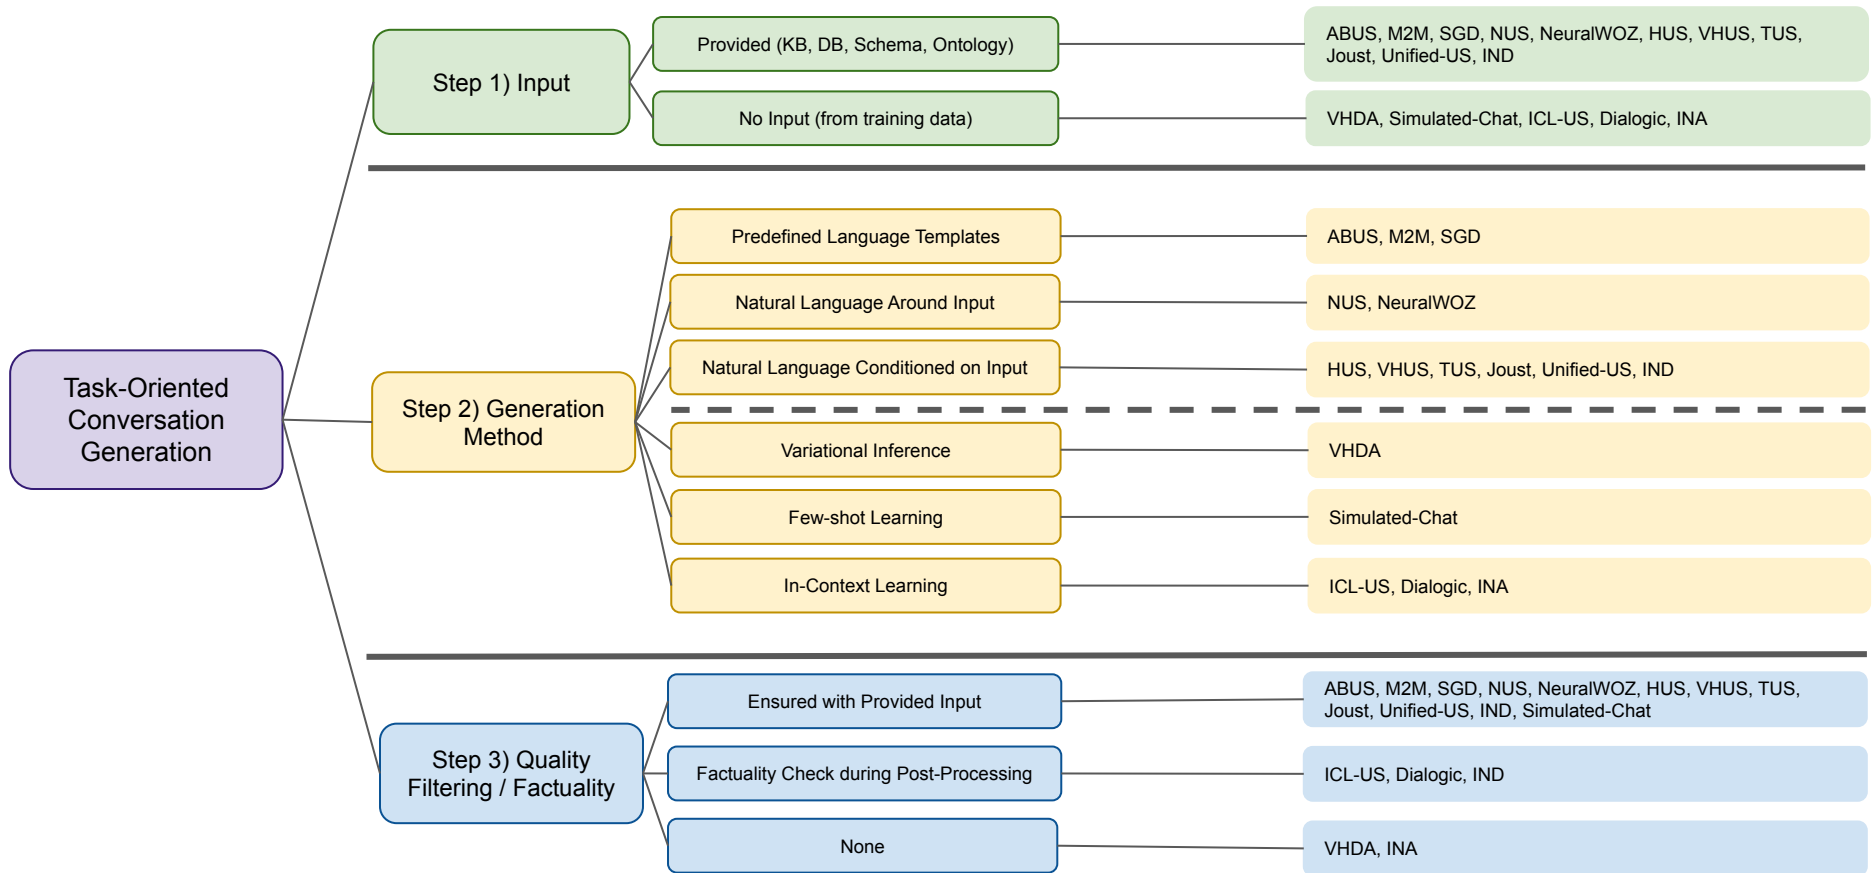 Task-Oriented
Conversation
Generation
Step 1) Input
Provided (KB, DB, Schema, Ontology)
ABUS, M2M, SGD, NUS, NeuralWOZ, HUS, VHUS, TUS,
Joust, Unified-US, IND
No Input (from training data)
VHDA, Simulated-Chat, ICL-US, Dialogic, INA
Step 2) Generation
Method
Predefined Language Templates
ABUS, M2M, SGD
Natural Language Around Input
NUS, NeuralWOZ
Natural Language Conditioned on Input
HUS, VHUS, TUS, Joust, Unified-US, IND
Variational Inference
VHDA
Few-shot Learning
Simulated-Chat
In-Context Learning
ICL-US, Dialogic, INA
Step 3) Quality
Filtering / Factuality
Ensured with Provided Input
ABUS, M2M, SGD, NUS, NeuralWOZ, HUS, VHUS, TUS,
Joust, Unified-US, IND, Simulated-Chat
Factuality Check during Post-Processing
ICL-US, Dialogic, IND
None
VHDA, INA